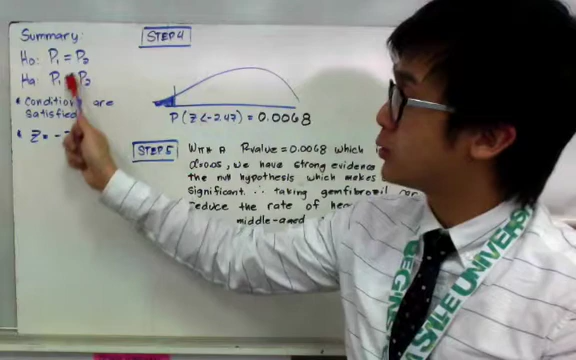 Summary:
Ho: P₁ = P₂
Ha: P₁ P₂
• Conditions are
Satisfied
• Z = -
STEP 4
P(Z<-2.47) = 0.0068
STEP 5
WITH A P-value = 0.0068 which
α=0.05, we have strong evidence
the null hypothesis which makes
significant. ∴ taking gemfibrozil
reduce the rate of
middle-aged